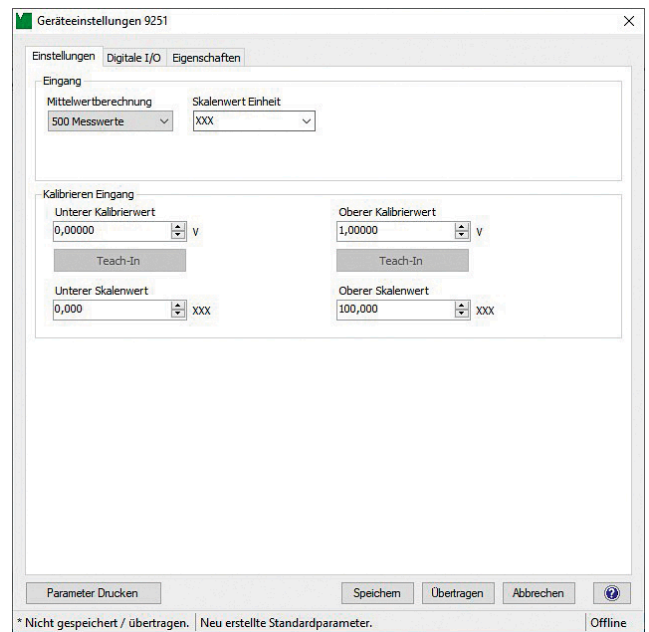 Geräteeinstellungen 9251
Einstellungen Digitale I/O Eigenschaften
Eingang
Mittelwertberechnung Skalenwert Einheit
500 Messwerte XXX
Kalibrieren Eingang
Unterer Kalibrierwert Oberer Kalibrierwert
0,00000 V 1,00000 V
Teach-In Teach-In
Unterer Skalenwert Oberer Skalenwert
0,000 XXX 100,000 XXX
Parameter Drucken Speichern Übertragen Abbrechen ?
* Nicht gespeichert / übertragen. Neu erstellte Standardparameter. Offline